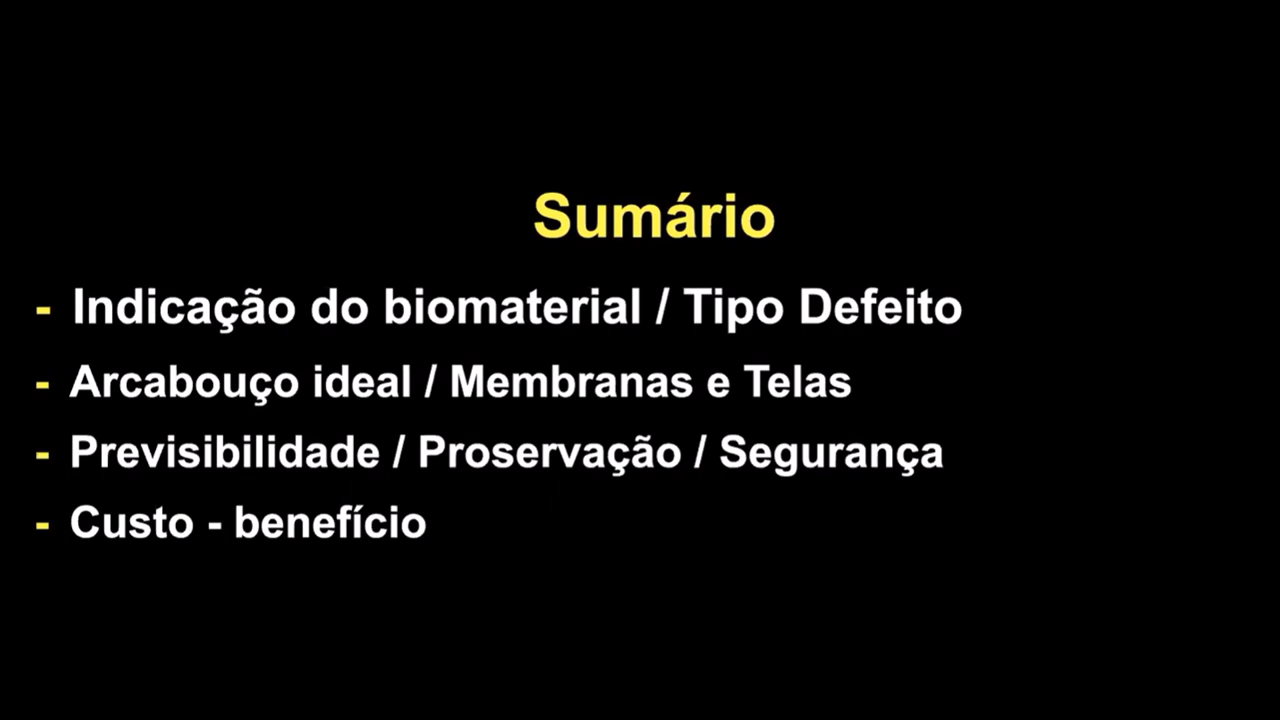 Sumário
- Indicação do biomaterial / Tipo Defeito
- Arcabouço ideal / Membranas e Telas
- Previsibilidade / Proservação / Segurança
- Custo - benefício